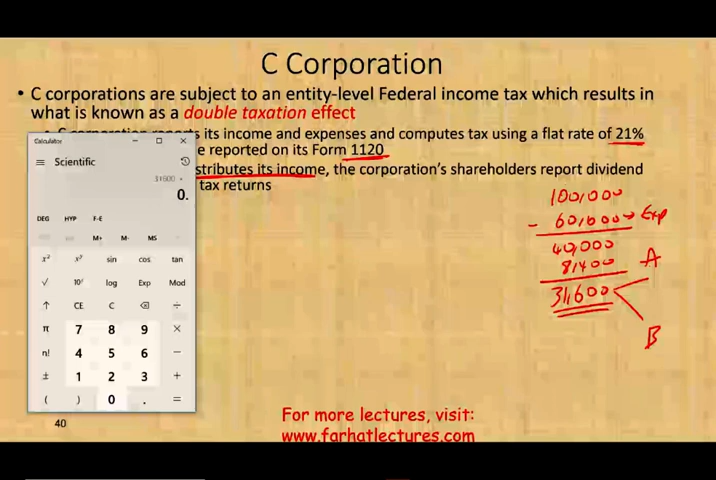 C Corporation
• C corporations are subject to an entity-level Federal income tax which results in
what is known as a double taxation effect
C corporation reports its income and expenses and computes tax using a flat rate of 21%
e reported on its Form 1120
stributes its income, the corporation's shareholders report dividend
tax returns
Calculator
Scientific
31600
0.
DEG HYP F-E
M+ M- MS
x² xʸ sin cos tan
√ 10ˣ log Exp Mod
↑ CE C ÷
π 7 8 9 ×
n! 4 5 6 −
± 1 2 3 +
( ) 0 . =
100,000
- 60,000 Exp
40,000
8,400 A
31,600
B
For more lectures, visit:
www.farhatlectures.com
40